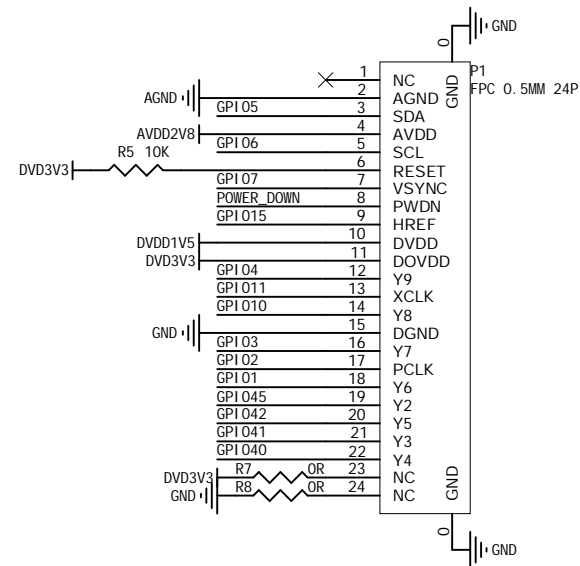 GND
0
P1
FPC 0.5MM 24P
1 NC GND
AGND 2 AGND
GPIO5 3 SDA
AVDD2V8 4 AVDD
GPIO6 5 SCL
R5 10K
DVD3V3 6 RESET
GPIO7 7 VSYNC
POWER_DOWN 8 PWDN
GPIO15 9 HREF
DVDD1V5 10 DVDD
DVD3V3 11 DOVDD
GPIO4 12 Y9
GPIO11 13 XCLK
GPIO10 14 Y8
GND 15 DGND
GPIO3 16 Y7
GPIO2 17 PCLK
GPIO1 18 Y6
GPIO45 19 Y2
GPIO42 20 Y5
GPIO41 21 Y3
GPIO40 22 Y4
DVD3V3 R7 0R 23 NC
GND R8 0R 24 NC GND
0
GND